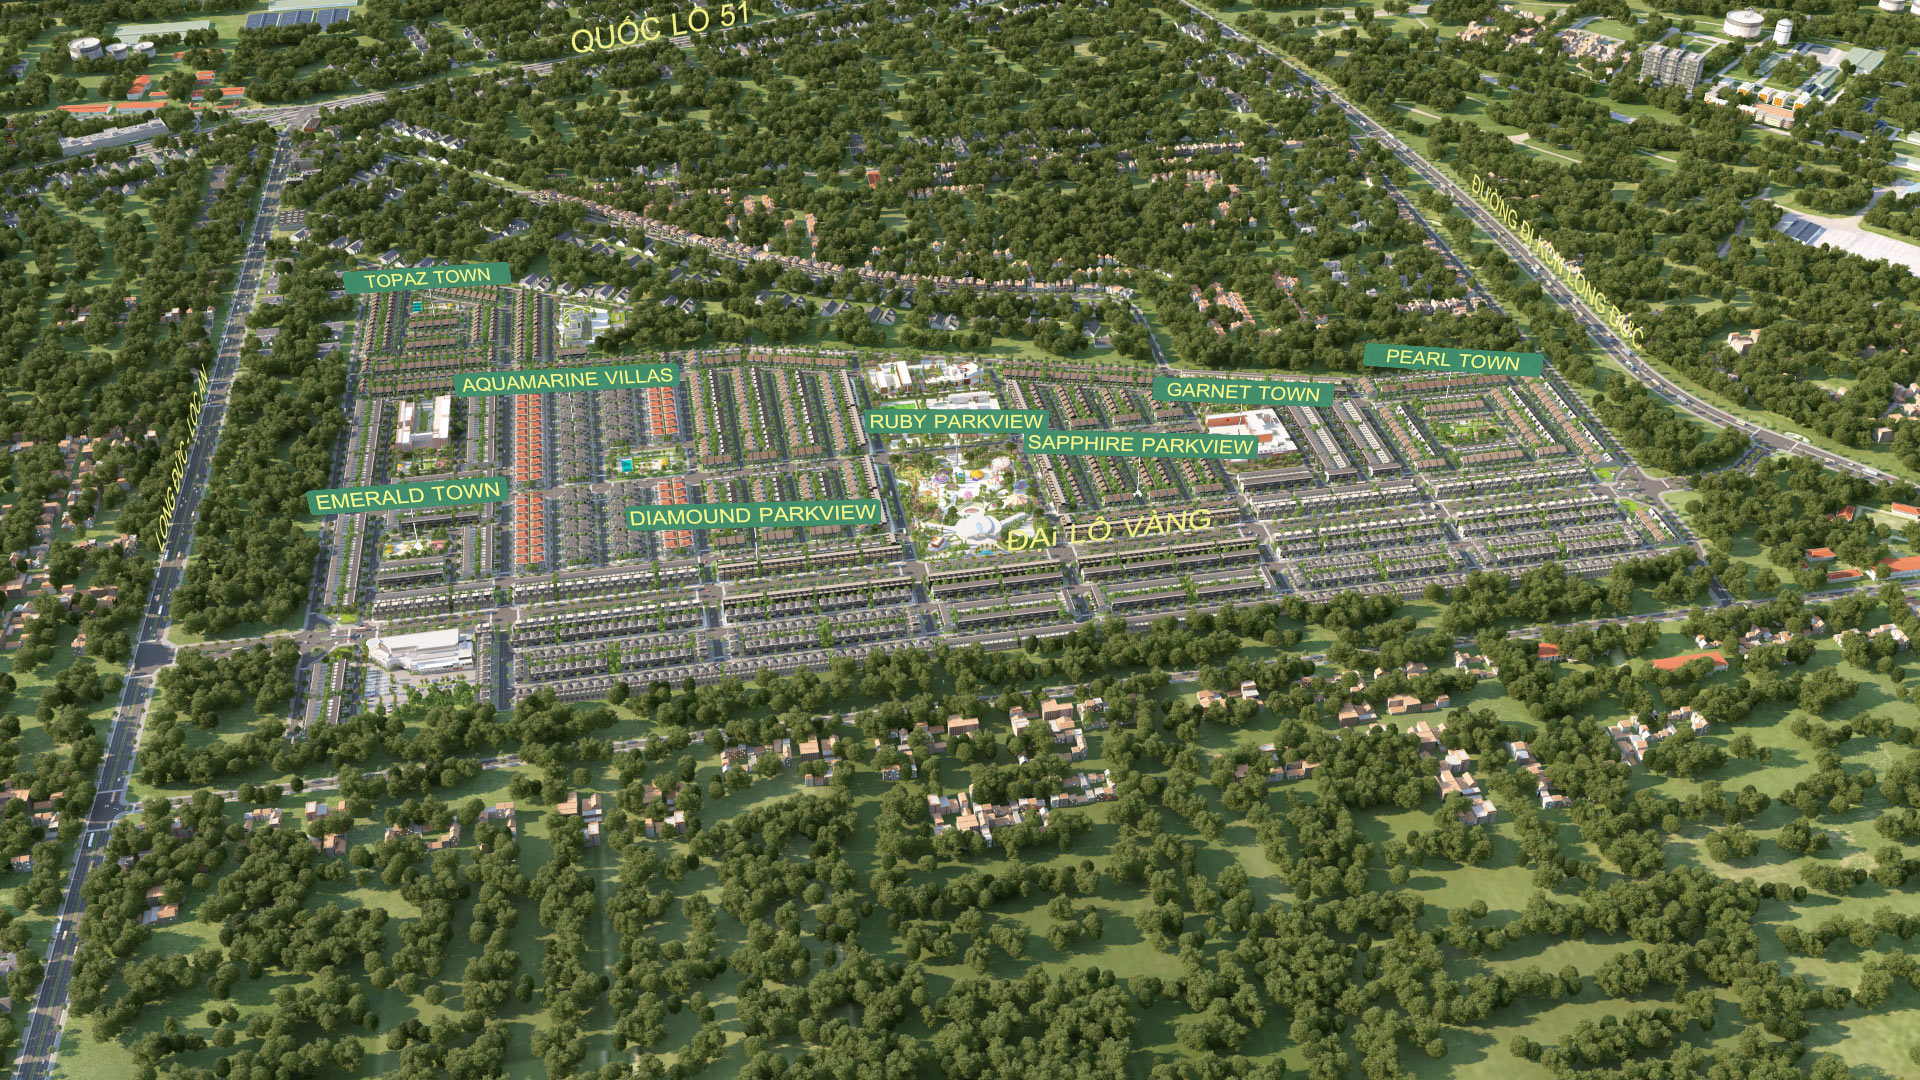 QUỐC LỘ 51
ĐƯỜNG ĐI KCN LONG ĐỨC
TOPAZ TOWN
PEARL TOWN
AQUAMARINE VILLAS
GARNET TOWN
RUBY PARKVIEW
SAPPHIRE PARKVIEW
LONG ĐỨC - LỘC AN
EMERALD TOWN
DIAMOUND PARKVIEW
ĐẠI LỘ VÀNG